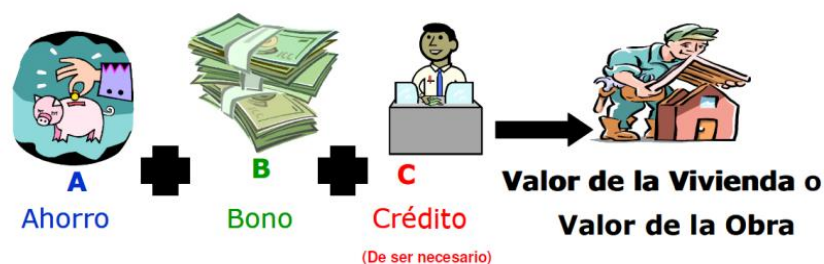 A
B
C
Ahorro
Bono
Crédito
(De ser necesario)
Valor de la Vivienda o
Valor de la Obra